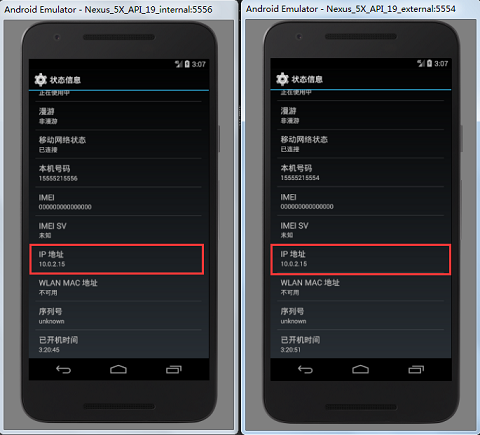 Android Emulator - Nexus_5X_API_19_internal:5556
3:07
状态信息
正在使用中
漫游
非漫游
移动网络状态
已连接
本机号码
15555215556
IMEI
000000000000000
IMEI SV
未知
IP 地址
10.0.2.15
WLAN MAC 地址
不可用
序列号
unknown
已开机时间
3:20:45
Android Emulator - Nexus_5X_API_19_external:5554
3:07
状态信息
正在使用中
漫游
非漫游
移动网络状态
已连接
本机号码
15555215554
IMEI
000000000000000
IMEI SV
未知
IP 地址
10.0.2.15
WLAN MAC 地址
不可用
序列号
unknown
已开机时间
3:20:51